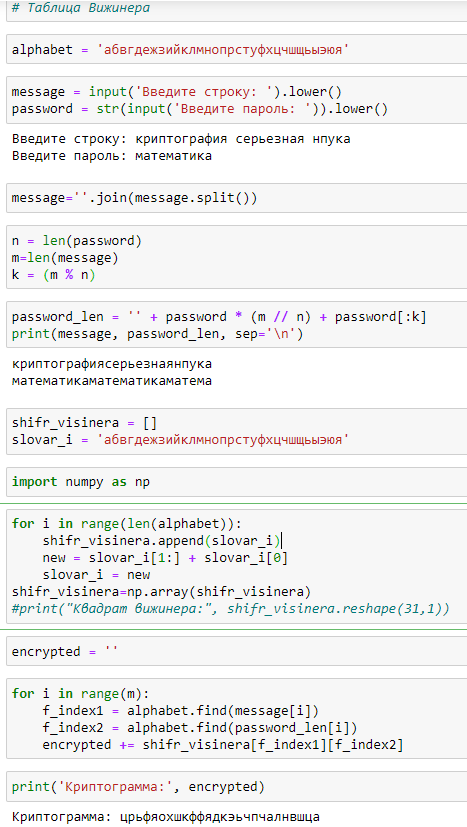 # Таблица Вижинера
alphabet = 'абвгдежзийклмнопрстуфхцчшщьыэюя'
message = input('Введите строку: ').lower()
password = str(input('Введите пароль: ')).lower()
Введите строку: криптография серьезная нпука
Введите пароль: математика
message=''.join(message.split())
n = len(password)
m=len(message)
k = (m % n)
password_len = '' + password * (m // n) + password[:k]
print(message, password_len, sep='\n')
криптографиясерьезнаянпука
математикаматематикаматема
shifr_visinera = []
slovar_i = 'абвгдежзийклмнопрстуфхцчшщьыэюя'
import numpy as np
for i in range(len(alphabet)):
    shifr_visinera.append(slovar_i)
    new = slovar_i[1:] + slovar_i[0]
    slovar_i = new
shifr_visinera=np.array(shifr_visinera)
#print("Квадрат вижинера:", shifr_visinera.reshape(31,1))
encrypted = ''
for i in range(m):
    f_index1 = alphabet.find(message[i])
    f_index2 = alphabet.find(password_len[i])
    encrypted += shifr_visinera[f_index1][f_index2]
print('Криптограмма:', encrypted)
Криптограмма: црьфяохшкффядкэьчпчалнвшца